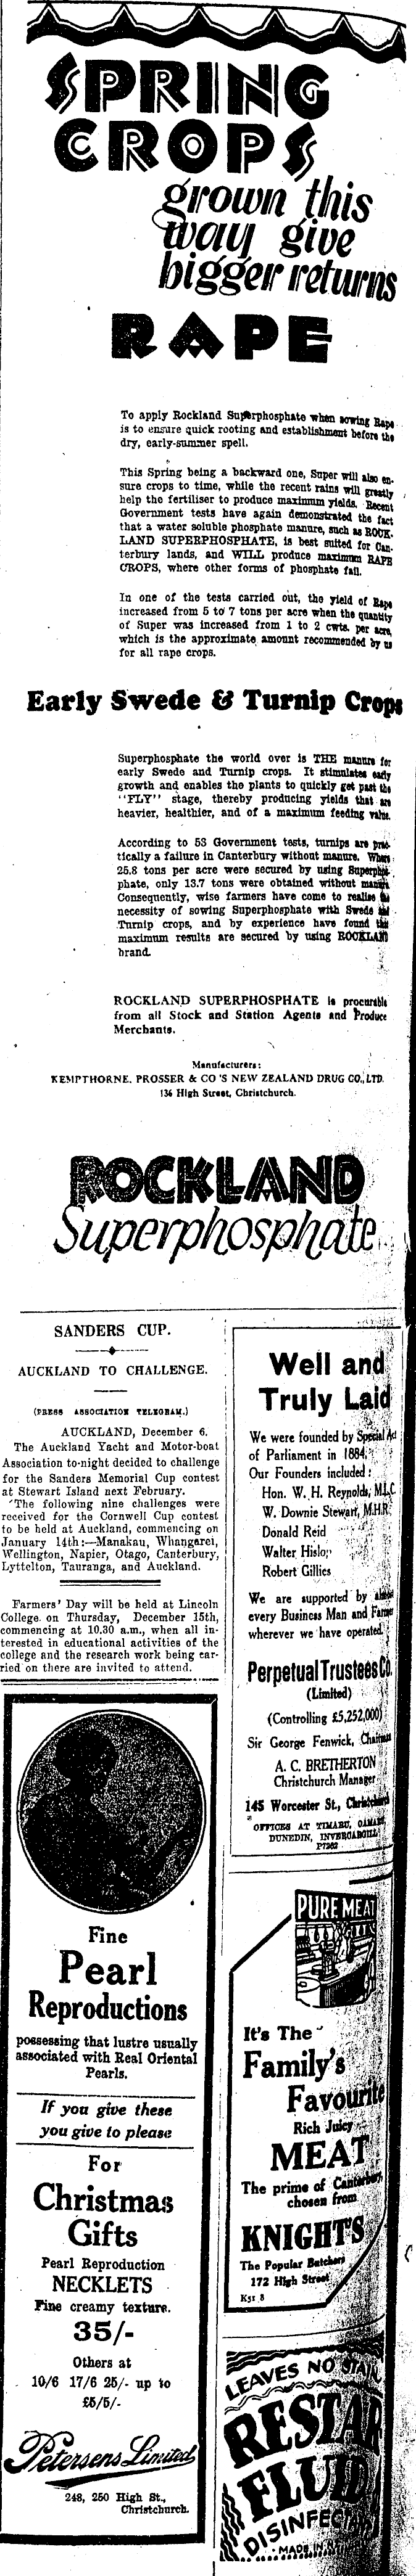 SPRING
CROPS
grown this
way give
bigger returns
RAPE
To apply Rockland Superphosphate when sowing Rape
is to ensure quick rooting and establishment before the
dry, early-summer spell.
This Spring being a backward one, Super will also en-
sure crops to time, while the recent rains will greatly
help the fertiliser to produce maximum yields. Recent
Government tests have again demonstrated the fact
that a water soluble phosphate manure, such as ROCK-
LAND SUPERPHOSPHATE, is best suited for Can-
terbury lands, and WILL produce maximum RAPE
CROPS, where other forms of phosphate fail.
In one of the tests carried out, the yield of Rape
increased from 5 to 7 tons per acre when the quantity
of Super was increased from 1 to 2 cwts. per acre,
which is the approximate amount recommended by us
for all rape crops.
Early Swede & Turnip Crops
Superphosphate the world over is THE manure for
early Swede and Turnip crops. It stimulates early
growth and enables the plants to quickly get past the
"FLY" stage, thereby producing yields that are
heavier, healthier, and of a maximum feeding value.
According to 53 Government tests, turnips are prac-
tically a failure in Canterbury without manure. Where
25.8 tons per acre were secured by using Superphos-
phate, only 13.7 tons were obtained without manure.
Consequently, wise farmers have come to realise the
necessity of sowing Superphosphate with Swede and
Turnip crops, and by experience have found that
maximum results are secured by using ROCKLAND
brand.
ROCKLAND SUPERPHOSPHATE is procurable
from all Stock and Station Agents and Produce
Merchants.
Manufacturers:
KEMPTHORNE, PROSSER & CO'S NEW ZEALAND DRUG CO., LTD.
136 High Street, Christchurch.
ROCKLAND
Superphosphate
SANDERS CUP.
AUCKLAND TO CHALLENGE.
(PRESS ASSOCIATION TELEGRAM.)
AUCKLAND, December 6.
The Auckland Yacht and Motor-boat
Association to-night decided to challenge
for the Sanders Memorial Cup contest
at Stewart Island next February.
The following nine challenges were
received for the Cornwell Cup contest
to be held at Auckland, commencing on
January 14th:—Manakau, Whangarei,
Wellington, Napier, Otago, Canterbury,
Lyttelton, Tauranga, and Auckland.
Farmers' Day will be held at Lincoln
College on Thursday, December 15th,
commencing at 10.30 a.m., when all in-
terested in educational activities of the
college and the research work being car-
ried on there are invited to attend.
Fine
Pearl
Reproductions
possessing that lustre usually
associated with Real Oriental
Pearls.
If you give these
you give to please
For
Christmas
Gifts
Pearl Reproduction
NECKLETS
Fine creamy texture.
35/-
Others at
10/6 17/6 25/- up to
£5/5/-
Petersens Limited
248, 250 High St.,
Christchurch.
Well and
Truly Laid
We were founded by Special Act
of Parliament in 1884.
Our Founders included:
Hon. W. H. Reynolds, M.L.C.
W. Downie Stewart, M.H.R.
Donald Reid
Walter Hislop
Robert Gillies
We are supported by almost
every Business Man and Farmer
wherever we have operated.
Perpetual Trustees Co.
(Limited)
(Controlling £5,252,000)
Sir George Fenwick, Chairman
A. C. BRETHERTON
Christchurch Manager
145 Worcester St., Christchurch
OFFICES AT TIMARU, OAMARU,
DUNEDIN, INVERCARGILL
P7262
PURE MEAT
It's The
Family's
Favourite
Rich Juicy
MEAT
The prime of Canterbury
chosen from
KNIGHT'S
The Popular Butchers
172 High Street
K31 8
LEAVES NO STAIN
RESTAR
FLUID
DISINFECTANT
MADE